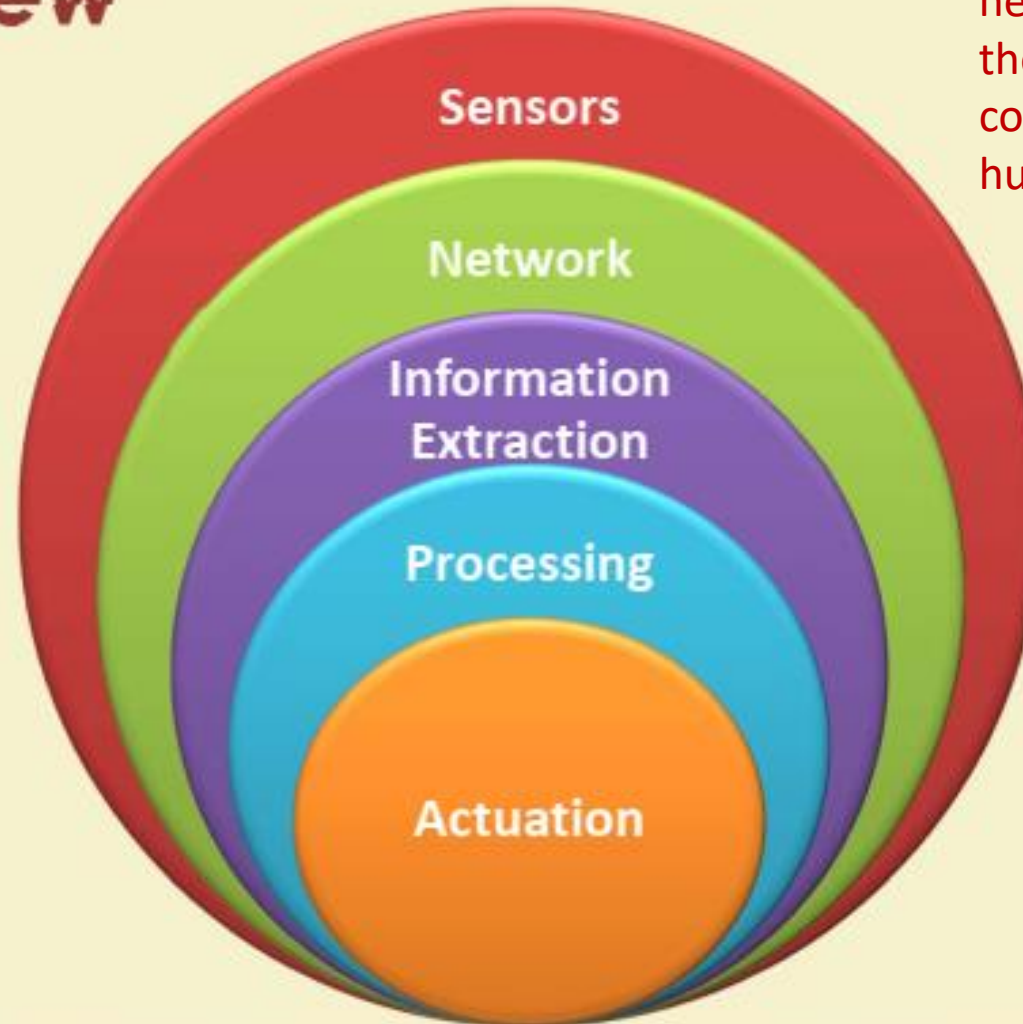 Sensors
Network
Information
Extraction
Processing
Actuation